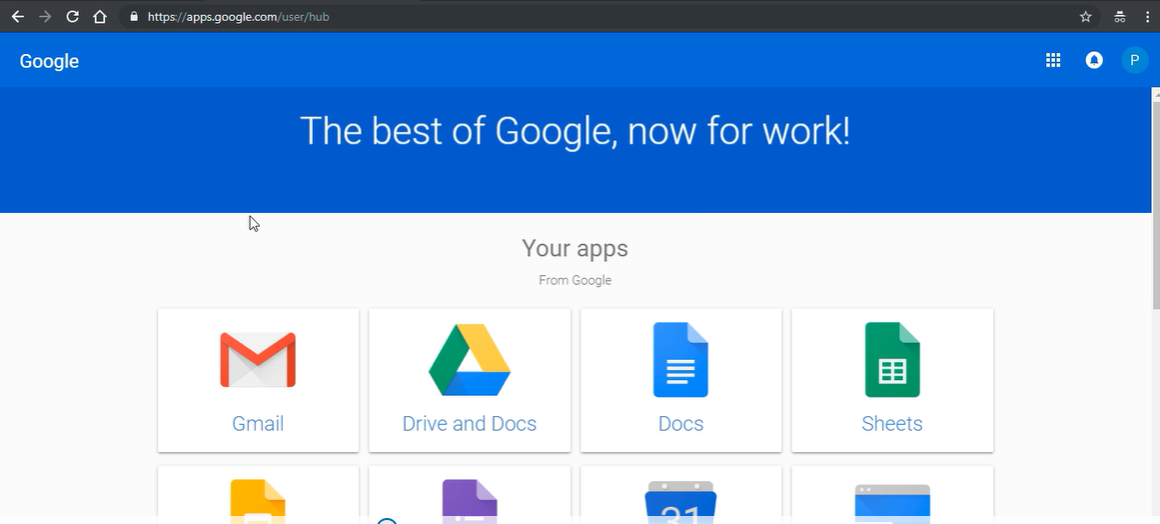 https://apps.google.com/user/hub
Google
P
The best of Google, now for work!
Your apps
From Google
Gmail
Drive and Docs
Docs
Sheets
31